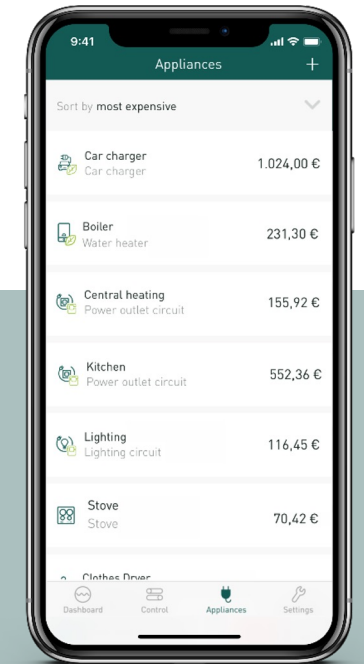 9:41
Appliances +
Sort by most expensive
Car charger
Car charger
1.024,00 €
Boiler
Water heater
231,30 €
Central heating
Power outlet circuit
155,92 €
Kitchen
Power outlet circuit
552,36 €
Lighting
Lighting circuit
116,45 €
Stove
Stove
70,42 €
Clothes Dryer
Dashboard Control Appliances Settings